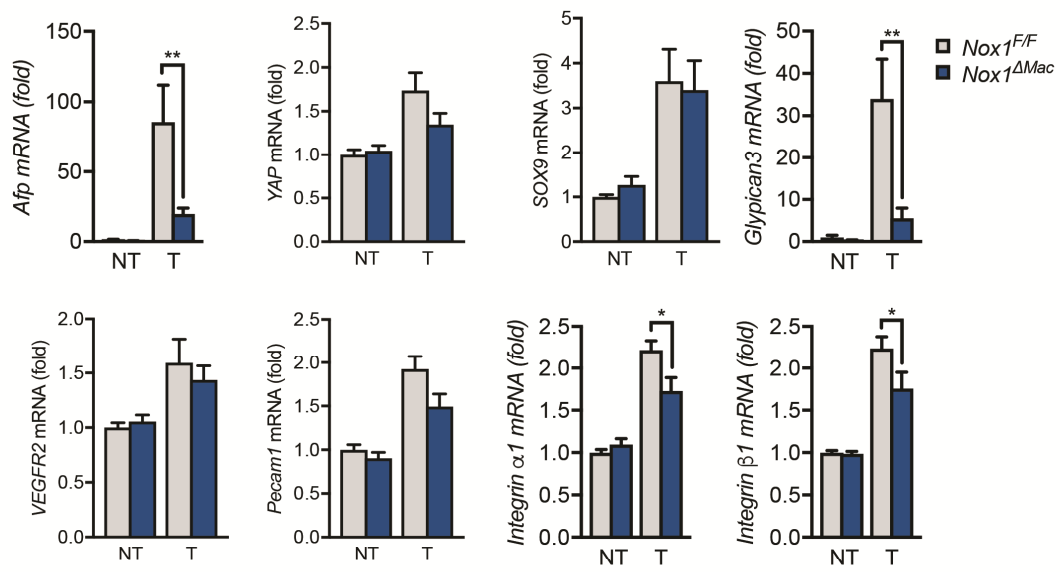 Afp mRNA (fold)
100
50
0
**
NT T
YAP mRNA (fold)
2.5
2.0
1.5
1.0
0.5
0.0
NT T
SOX9 mRNA (fold)
5
4
3
2
1
0
NT T
Glypican3 mRNA (fold)
50
40
30
20
10
0
**
NT T
Nox1F/F
Nox1ΔMac
VEGFR2 mRNA (fold)
2.0
1.5
1.0
0.5
0.0
NT T
Pecam1 mRNA (fold)
2.5
2.0
1.5
1.0
0.5
0.0
NT T
Integrin α1 mRNA (fold)
2.5
2.0
1.5
1.0
0.5
0.0
*
NT T
Integrin β1 mRNA (fold)
2.5
2.0
1.5
1.0
0.5
0.0
*
NT T